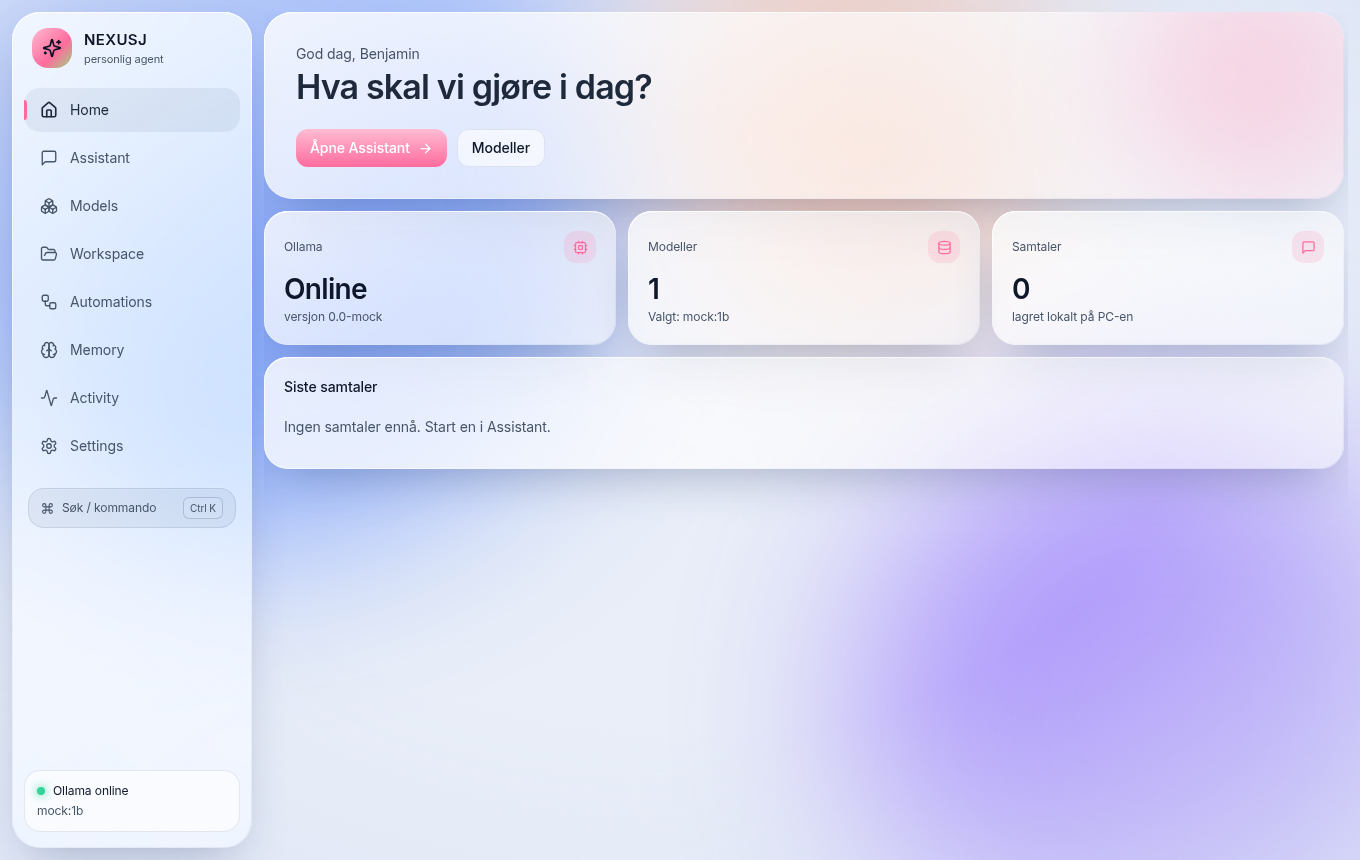 NEXUSJ
personlig agent
Home
Assistant
Models
Workspace
Automations
Memory
Activity
Settings
Søk / kommando
Ctrl K
Ollama online
mock:1b
God dag, Benjamin
Hva skal vi gjøre i dag?
Åpne Assistant
Modeller
Ollama
Online
versjon 0.0-mock
Modeller
1
Valgt: mock:1b
Samtaler
0
lagret lokalt på PC-en
Siste samtaler
Ingen samtaler ennå. Start en i Assistant.